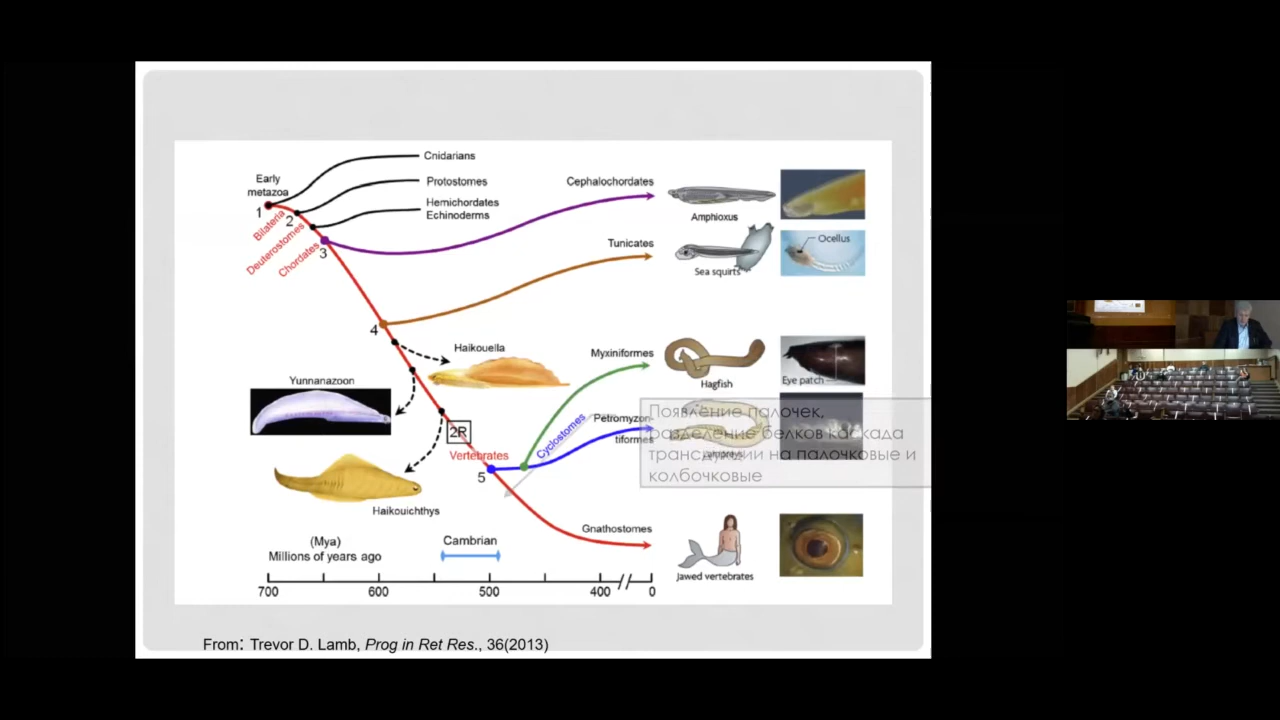 Cnidarians
Early
metazoa
Protostomes
Cephalochordates
Hemichordates
Echinoderms
1
2
Bilateria
Deuterostomes
Chordates
3
Amphioxus
Ocellus
Tunicates
Sea squirts
4
Haikouella
Myxiniformes
Hagfish
Eye patch
Yunnanazoon
Petromyzon-
tiformes
Cyclostomes
2R
Vertebrates
5
Появление палочек,
разделение белков каскада
трансдукции на палочковые и
колбочковые
Haikouichthys
Gnathostomes
(Mya)
Millions of years ago
Cambrian
Jawed vertebrates
700 600 500 400 0
From: Trevor D. Lamb, Prog in Ret Res., 36(2013)